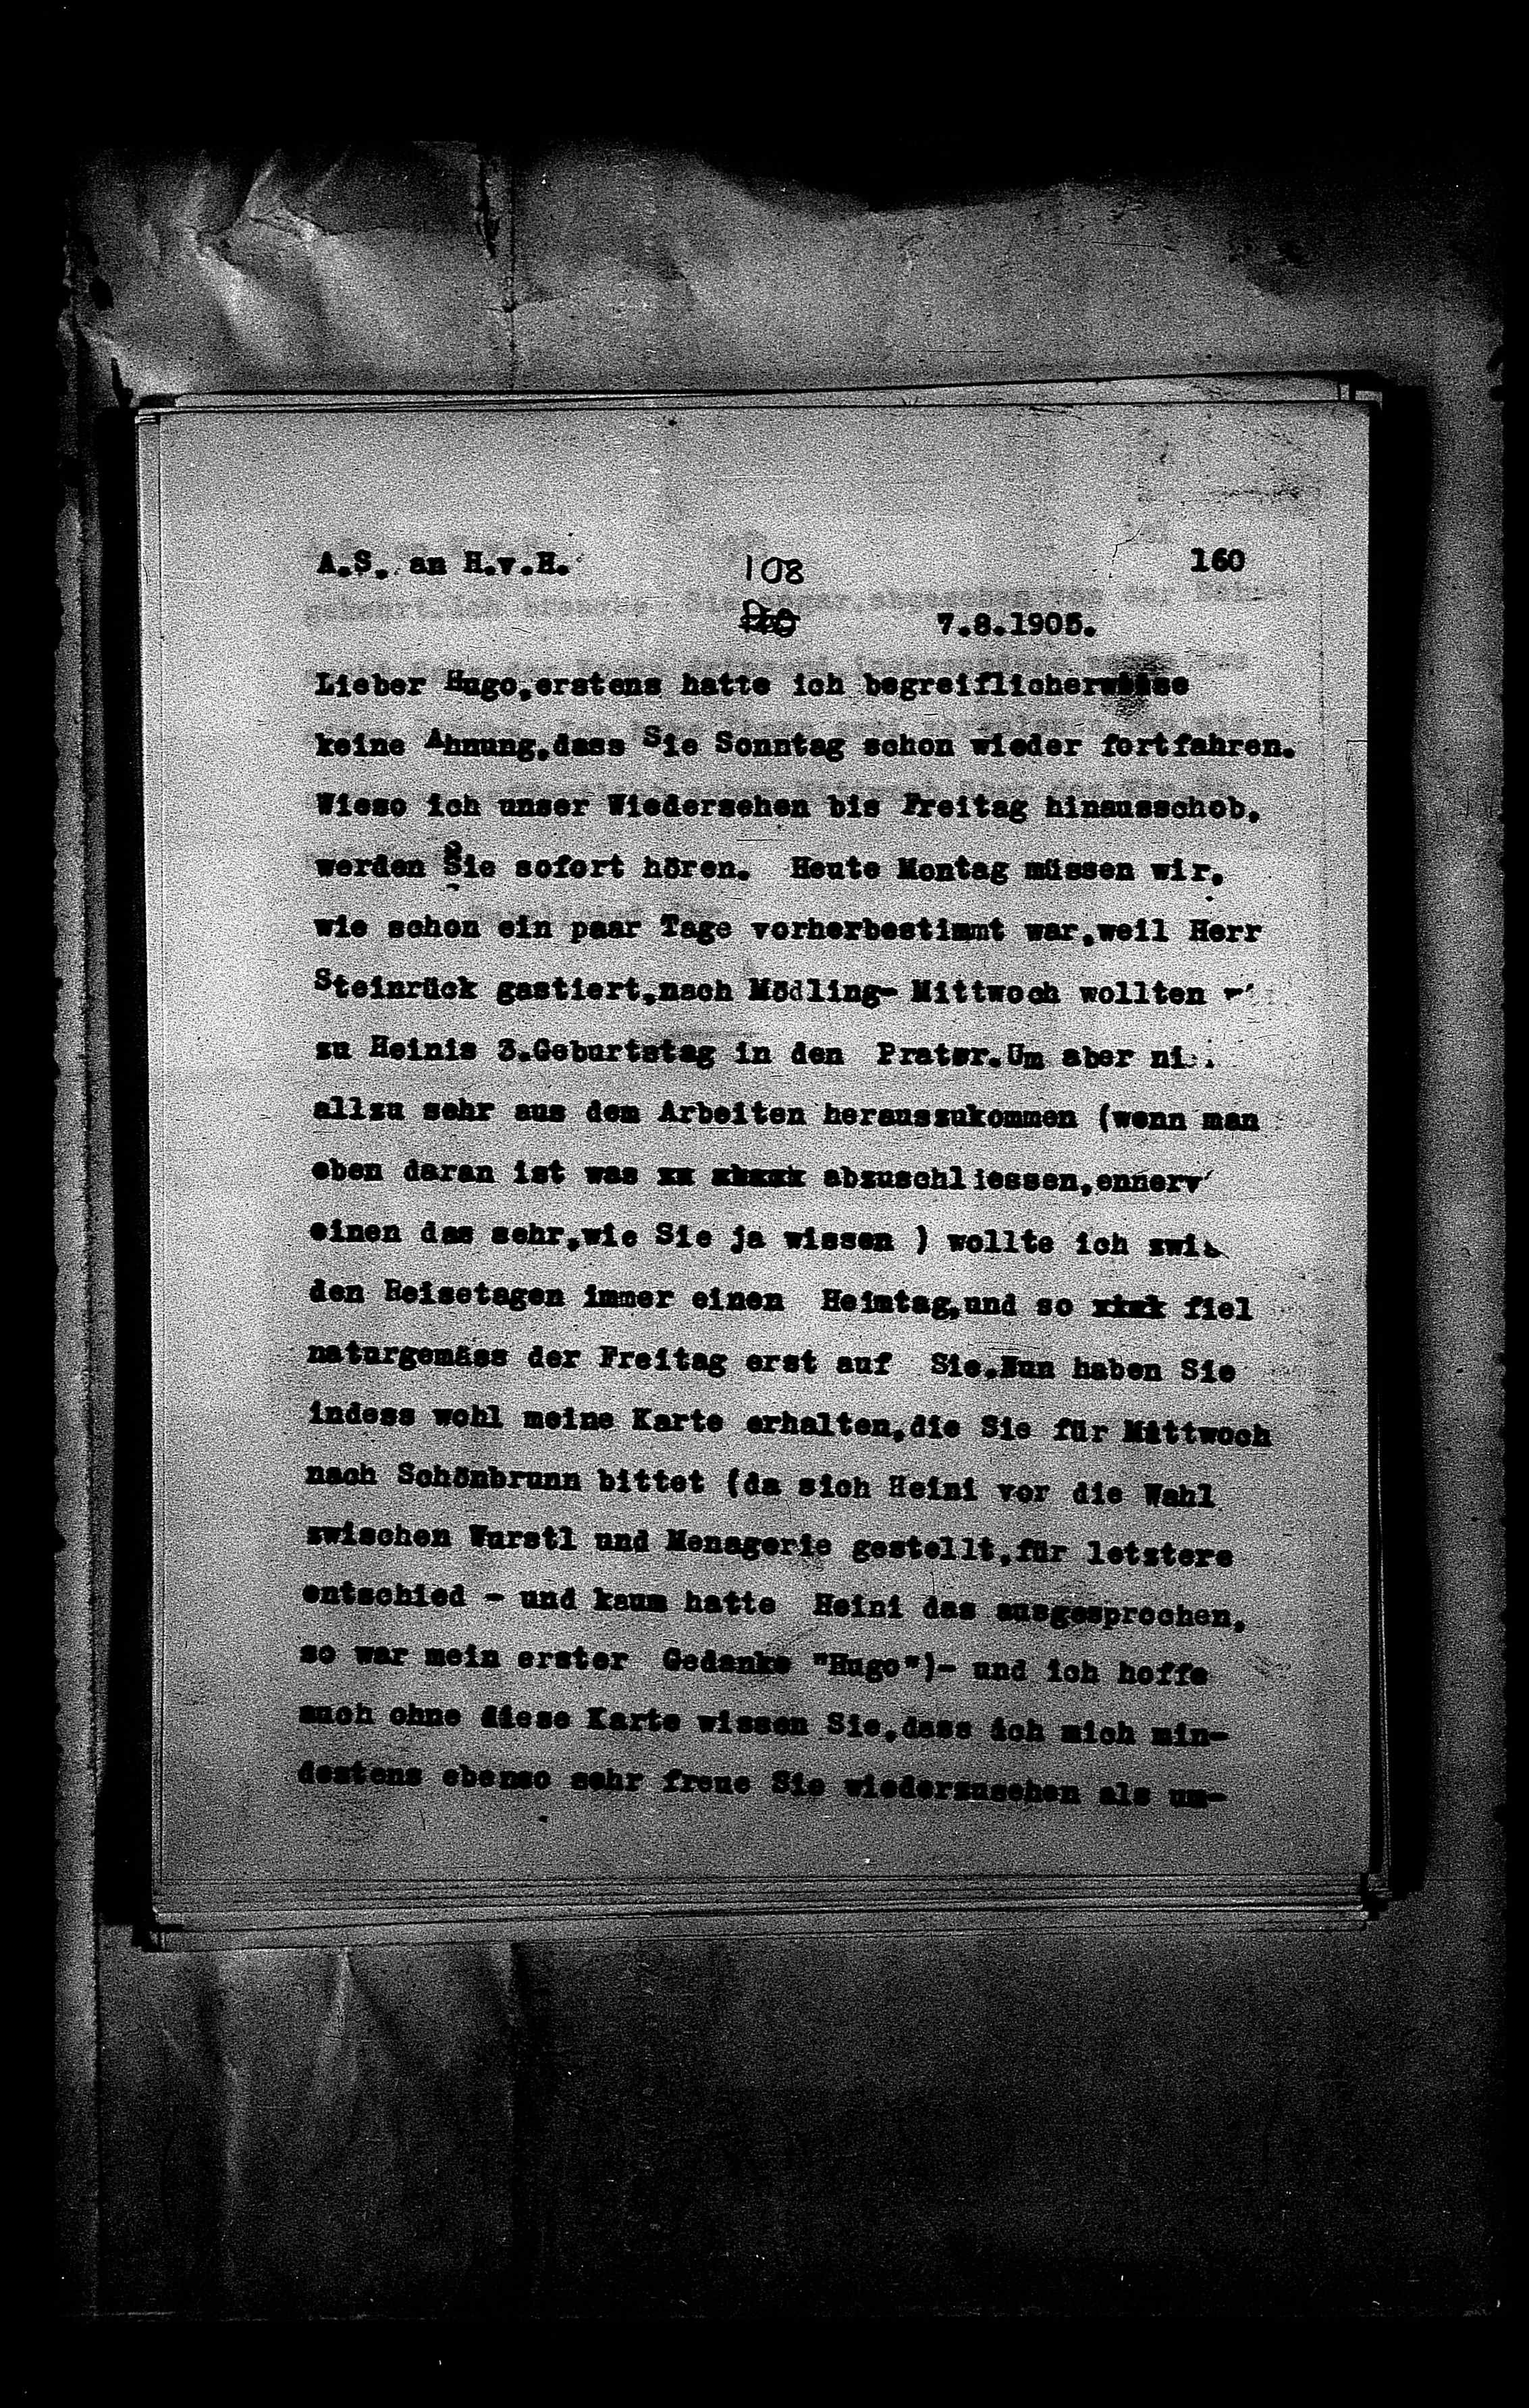 A.S. an H.v.H. 108 160
7.8.1905.
Lieber Hugo,erstens hatte ich begreiflicherweise
keine Ahnung,dass Sie Sonntag schon wieder fortfahren.
Wieso ich unser Wiedersehen bis Freitag hinausschob,
werden Sie sofort hören. Heute Montag müssen wir,
wie schon ein paar Tage vorherbestimmt war,weil Herr
Steinrück gastiert,nach Mödling- Mittwoch wollten
zu Heinis 3.Geburtstag in den Prater.Um aber
allzu sehr aus dem Arbeiten herauszukommen (wenn man
eben daran ist was abzuschliessen,ennerv
einen das sehr,wie Sie ja wissen ) wollte ich
den Reisetagen immer einen Heimtag,und so fiel
naturgemäss der Freitag erst auf Sie.Nun haben Sie
indess wohl meine Karte erhalten,die Sie für Mittwoch
nach Schönbrunn bittet (da sich Heini vor die Wahl
zwischen Wurstl und Menagerie gestellt,für letztere
entschied - und kaum hatte Heini das ausgesprochen,
so war mein erster Gedanke "Hugo")- und ich hoffe
auch ohne diese Karte wissen Sie,dass ich mich min-
destens ebenso sehr freue Sie wiederzusehen als um-